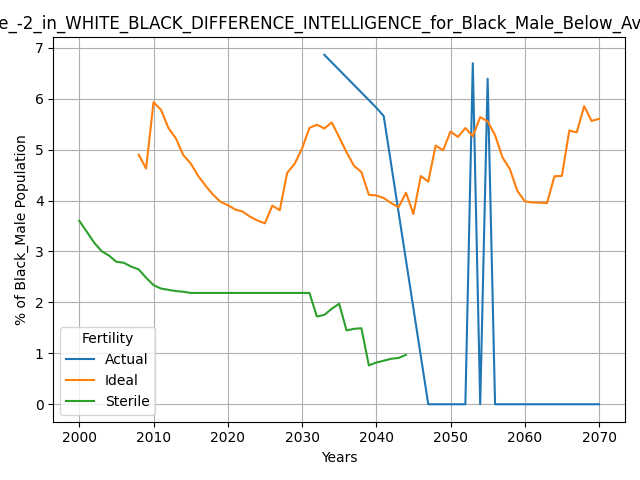 e_-2_in_WHITE_BLACK_DIFFERENCE_INTELLIGENCE_for_Black_Male_Below_Av
7
6
5
4
3
2
1
0
% of Black_Male Population
Fertility
Actual
Ideal
Sterile
2000 2010 2020 2030 2040 2050 2060 2070
Years